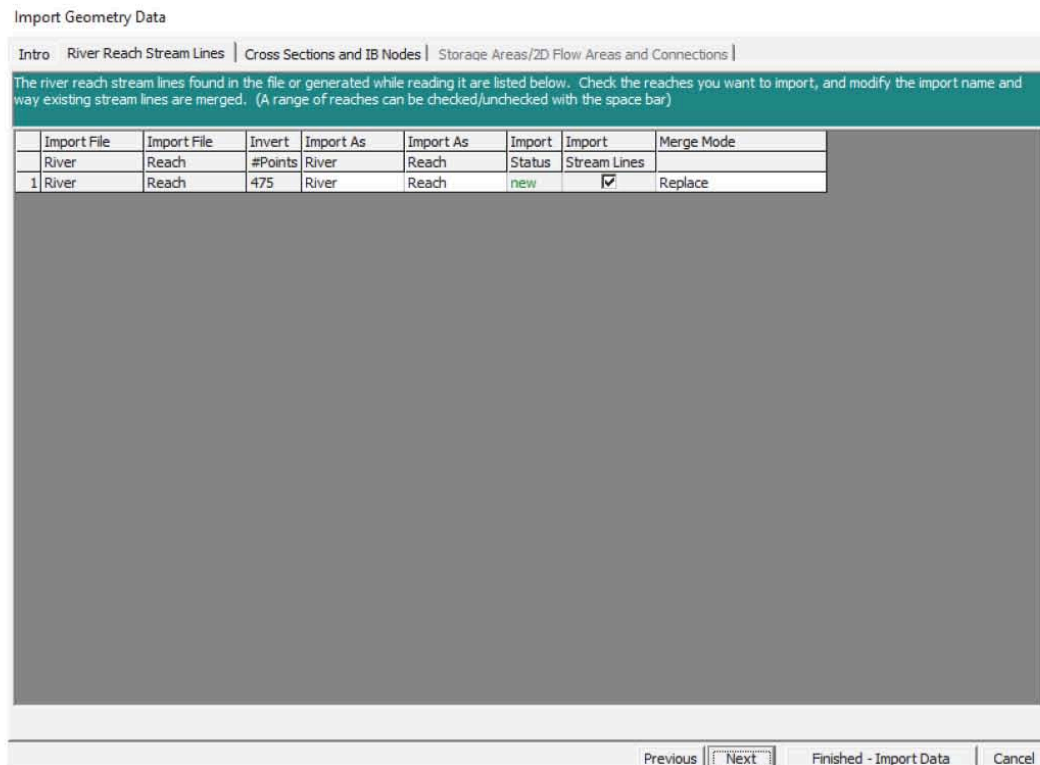 Import Geometry Data
Intro River Reach Stream Lines Cross Sections and IB Nodes Storage Areas/2D Flow Areas and Connections
The river reach stream lines found in the file or generated while reading it are listed below. Check the reaches you want to import, and modify the import name and
way existing stream lines are merged. (A range of reaches can be checked/unchecked with the space bar)
Import File Import File Invert Import As Import As Import Import Merge Mode
River Reach #Points River Reach Status Stream Lines
1 River Reach 475 River Reach new Replace
Previous Next Finished - Import Data Cancel